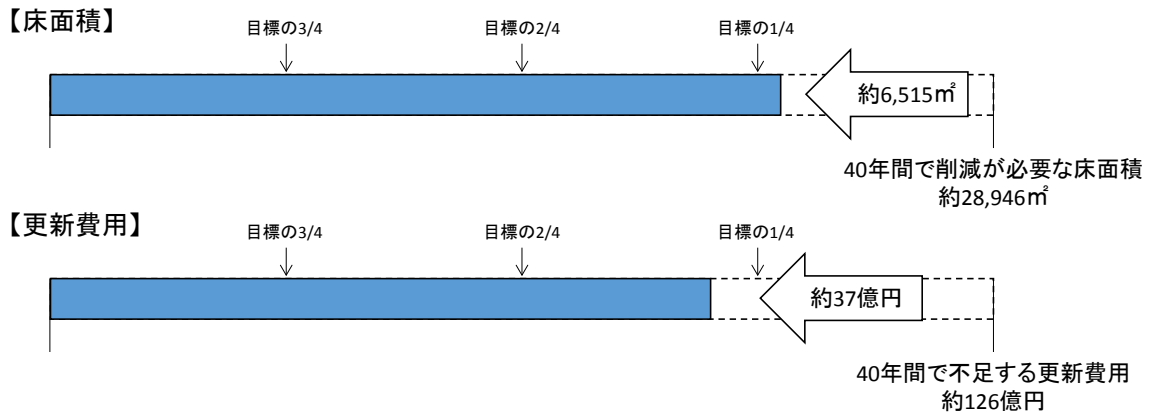 【床面積】
目標の3/4
目標の2/4
目標の1/4
約6,515㎡
40年間で削減が必要な床面積
約28,946㎡
【更新費用】
目標の3/4
目標の2/4
目標の1/4
約37億円
40年間で不足する更新費用
約126億円